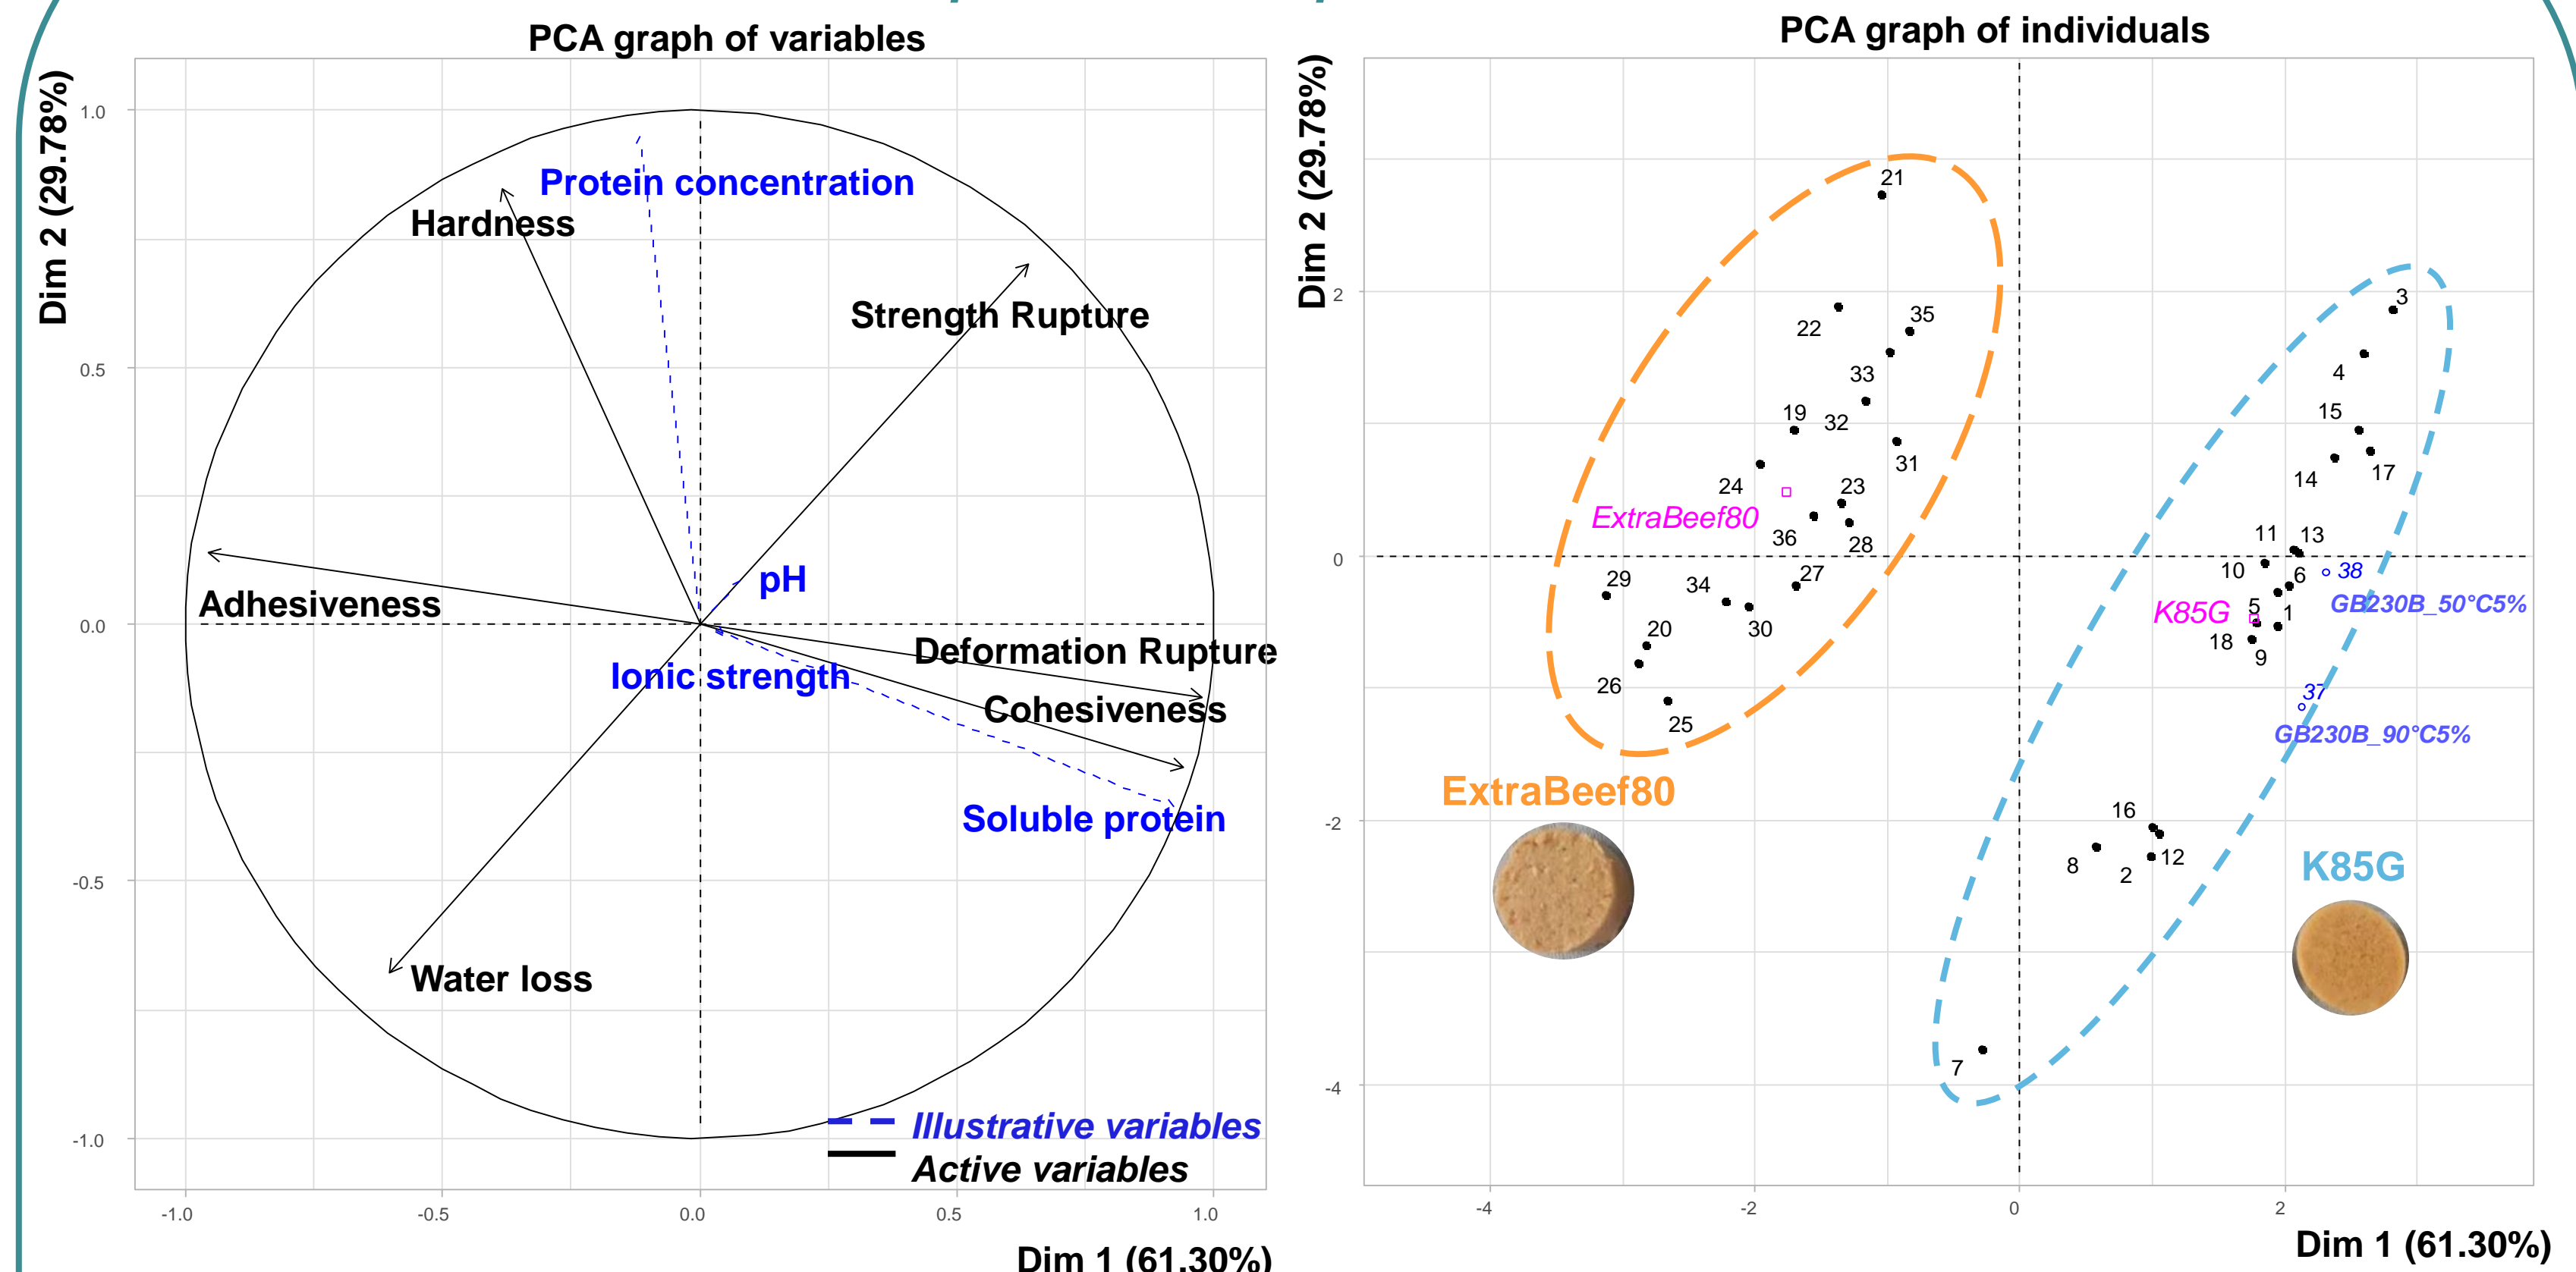 PCA graph of variables
Dim 2 (29.78%)
1.0
0.5
0.0
-0.5
-1.0
Protein concentration
Hardness
Strength Rupture
pH
Adhesiveness
Deformation Rupture
Ionic strength
Cohesiveness
Soluble protein
Water loss
Illustrative variables
Active variables
-1.0
-0.5
0.0
0.5
1.0
Dim 1 (61.30%)
PCA graph of individuals
Dim 2 (29.78%)
2
0
-2
-4
21
22
35
33
19
32
31
24
23
ExtraBeef80
36
28
29
34
27
20
30
26
25
ExtraBeef80
3
4
15
14
17
11
13
10
6
38
GB230B_50°C5%
5
K85G
1
18
9
37
GB230B_90°C5%
16
8
12
2
K85G
7
-4
-2
0
2
Dim 1 (61.30%)